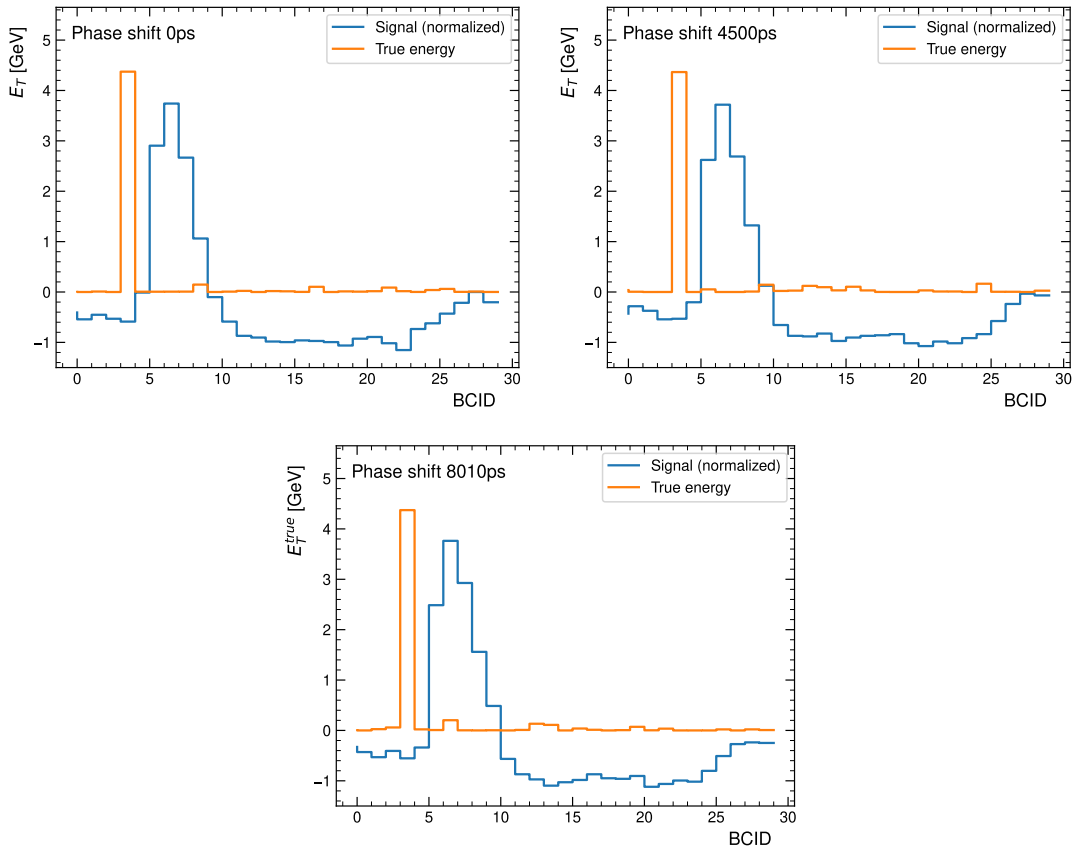 Phase shift 0ps
Signal (normalized)
True energy
E_T [GeV]
5
4
3
2
1
0
−1
0 5 10 15 20 25 30
BCID
Phase shift 4500ps
Signal (normalized)
True energy
E_T [GeV]
5
4
3
2
1
0
−1
0 5 10 15 20 25 30
BCID
Phase shift 8010ps
Signal (normalized)
True energy
E_T^{true} [GeV]
5
4
3
2
1
0
−1
0 5 10 15 20 25 30
BCID